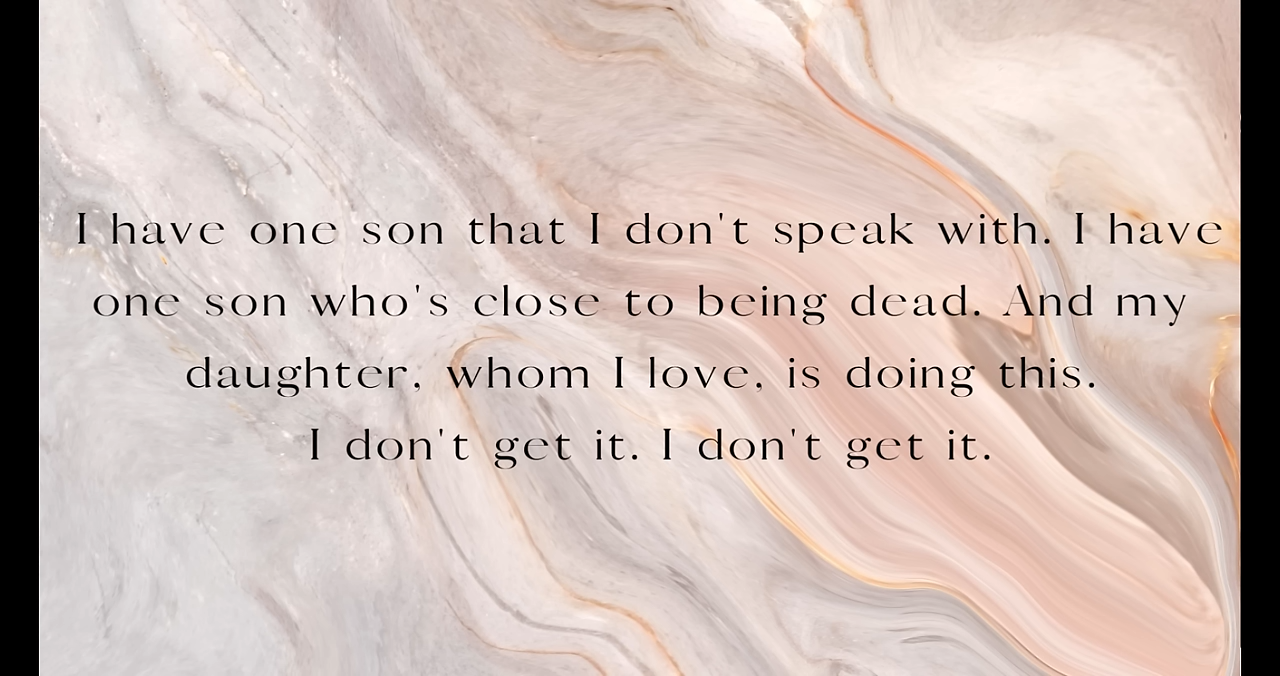 I have one son that I don't speak with. I have
one son who's close to being dead. And my
daughter, whom I love, is doing this.
I don't get it. I don't get it.